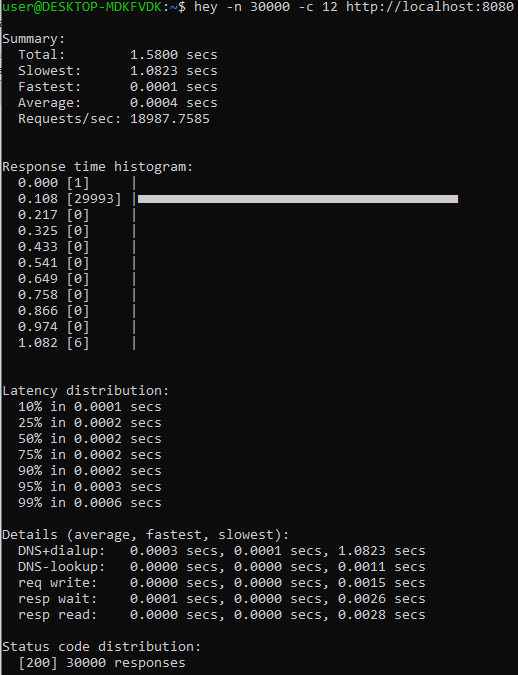 user@DESKTOP-MDKFVDK:~$ hey -n 30000 -c 12 http://localhost:8080
Summary:
Total: 1.5800 secs
Slowest: 1.0823 secs
Fastest: 0.0001 secs
Average: 0.0004 secs
Requests/sec: 18987.7585
Response time histogram:
0.000 [1] |
0.108 [29993] |■■■■■■■■■■■■■■■■■■■■■■■■■■■■■■■■■■■■■■■■
0.217 [0] |
0.325 [0] |
0.433 [0] |
0.541 [0] |
0.649 [0] |
0.758 [0] |
0.866 [0] |
0.974 [0] |
1.082 [6] |
Latency distribution:
10% in 0.0001 secs
25% in 0.0002 secs
50% in 0.0002 secs
75% in 0.0002 secs
90% in 0.0002 secs
95% in 0.0003 secs
99% in 0.0006 secs
Details (average, fastest, slowest):
DNS+dialup: 0.0003 secs, 0.0001 secs, 1.0823 secs
DNS-lookup: 0.0000 secs, 0.0000 secs, 0.0011 secs
req write: 0.0000 secs, 0.0000 secs, 0.0015 secs
resp wait: 0.0001 secs, 0.0000 secs, 0.0026 secs
resp read: 0.0000 secs, 0.0000 secs, 0.0028 secs
Status code distribution:
[200] 30000 responses